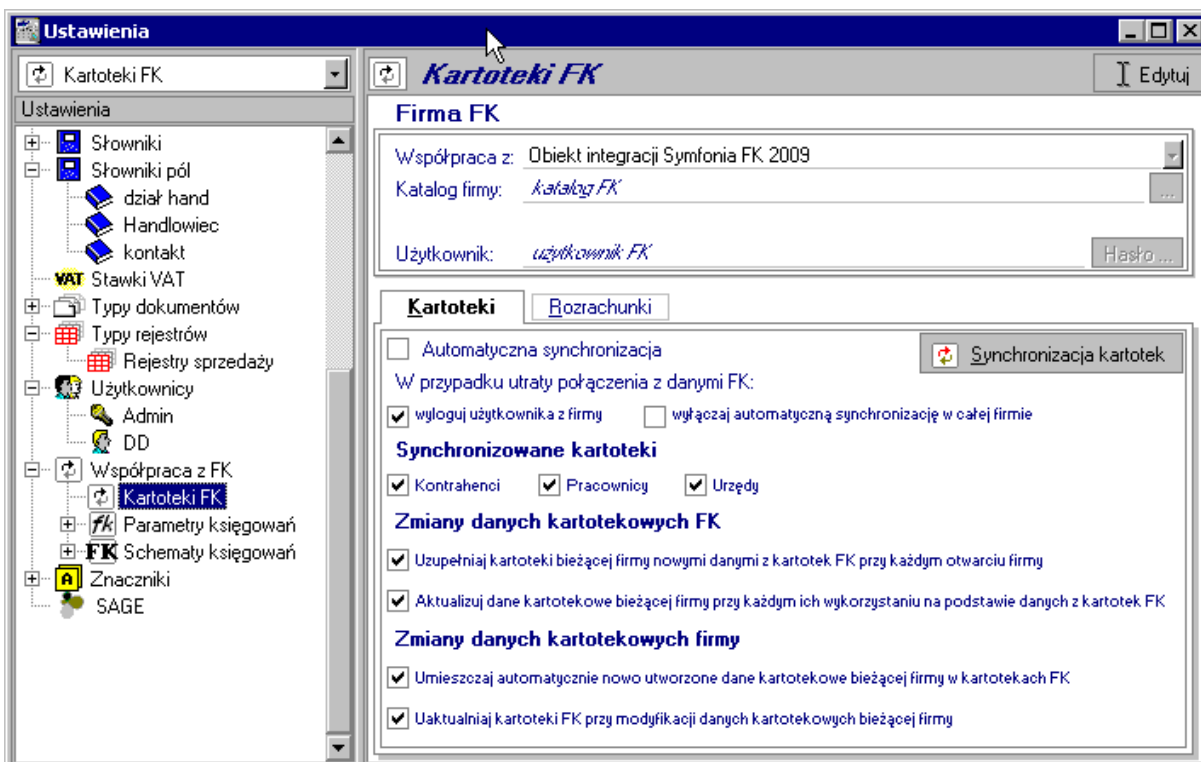 Ustawienia
Kartoteki FK
Ustawienia
Słowniki
Słowniki pól
dział hand
Handlowiec
kontakt
VAT Stawki VAT
Typy dokumentów
Typy rejestrów
Rejestry sprzedaży
Użytkownicy
Admin
DD
Współpraca z FK
Kartoteki FK
fk Parametry księgowań
FK Schematy księgowań
A Znaczniki
SAGE
Kartoteki FK
Edytuj
Firma FK
Współpraca z: Obiekt integracji Symfonia FK 2009
Katalog firmy: katalog FK
...
Użytkownik: użytkownik FK
Hasło ...
Kartoteki Rozrachunki
Automatyczna synchronizacja
Synchronizacja kartotek
W przypadku utraty połączenia z danymi FK:
wyloguj użytkownika z firmy wyłączaj automatyczną synchronizację w całej firmie
Synchronizowane kartoteki
Kontrahenci Pracownicy Urzędy
Zmiany danych kartotekowych FK
Uzupełniaj kartoteki bieżącej firmy nowymi danymi z kartotek FK przy każdym otwarciu firmy
Aktualizuj dane kartotekowe bieżącej firmy przy każdym ich wykorzystaniu na podstawie danych z kartotek FK
Zmiany danych kartotekowych firmy
Umieszczaj automatycznie nowo utworzone dane kartotekowe bieżącej firmy w kartotekach FK
Uaktualniaj kartoteki FK przy modyfikacji danych kartotekowych bieżącej firmy